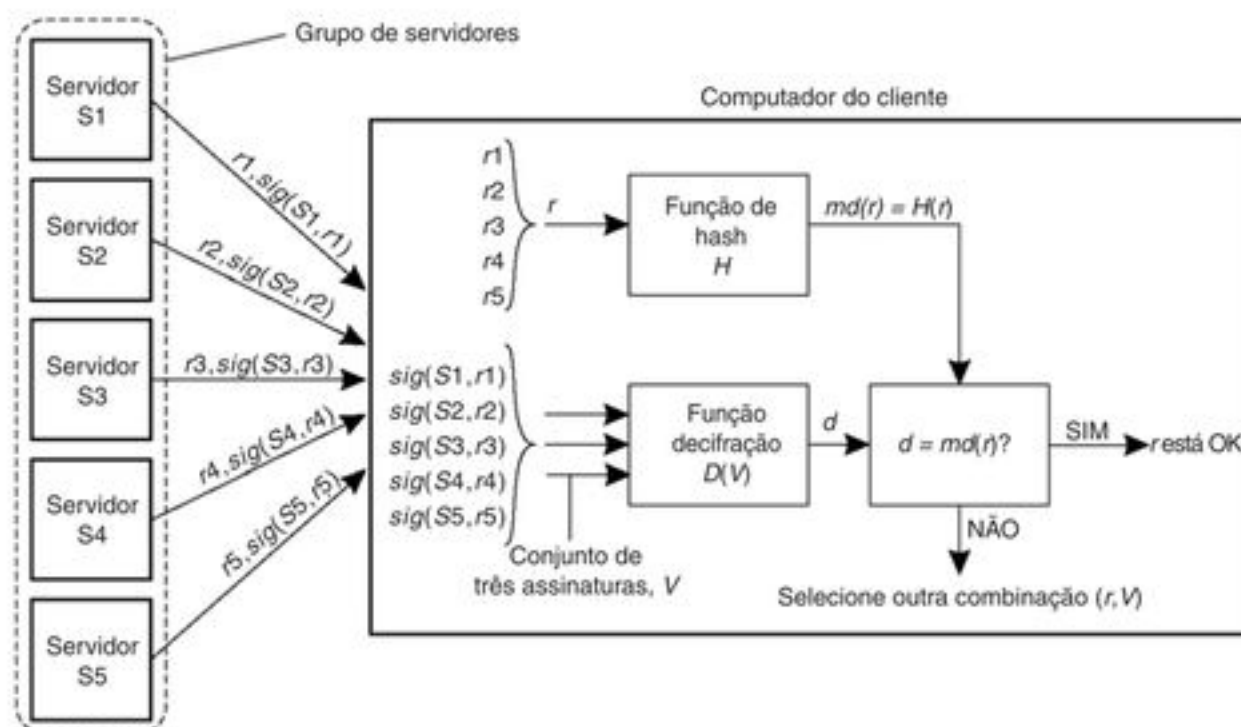 Grupo de servidores
Servidor
S1
Servidor
S2
Servidor
S3
Servidor
S4
Servidor
S5
r1,sig(S1,r1)
r2,sig(S2,r2)
r3,sig(S3,r3)
r4,sig(S4,r4)
r5,sig(S5,r5)
Computador do cliente
r1
r2
r3
r4
r5
r
Função de
hash
H
md(r) = H(r)
sig(S1,r1)
sig(S2,r2)
sig(S3,r3)
sig(S4,r4)
sig(S5,r5)
Conjunto de
três assinaturas, V
Função
decifração
D(V)
d
d = md(r)?
SIM
r está OK
NÃO
Selecione outra combinação (r,V)